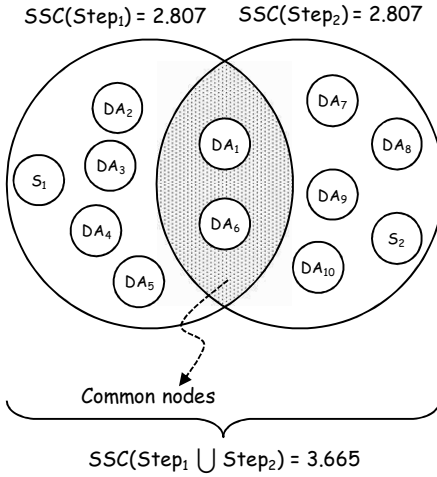 SSC(Step₁) = 2.807
SSC(Step₂) = 2.807
DA₂
DA₇
DA₁
DA₈
DA₃
S₁
DA₉
DA₆
DA₄
S₂
DA₁₀
DA₅
Common nodes
SSC(Step₁ ⋃ Step₂) = 3.665